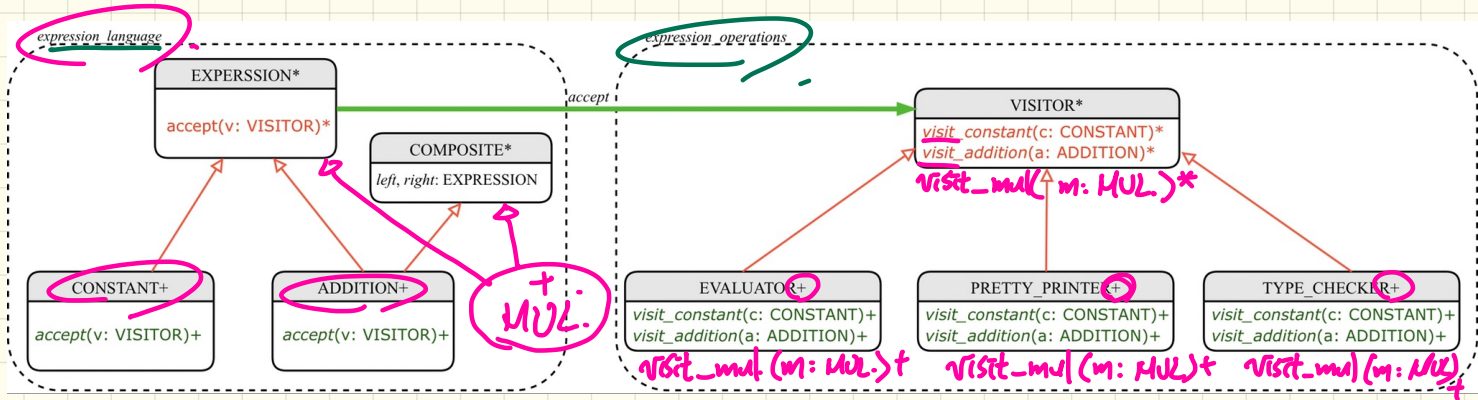 expression_language
EXPERSSION*
accept(v: VISITOR)*
COMPOSITE*
left, right: EXPRESSION
CONSTANT+
accept(v: VISITOR)+
ADDITION+
accept(v: VISITOR)+
+
MUL.
accept
expression_operations
VISITOR*
visit_constant(c: CONSTANT)*
visit_addition(a: ADDITION)*
visit_mul(m: MUL.)*
EVALUATOR+
visit_constant(c: CONSTANT)+
visit_addition(a: ADDITION)+
visit_mul.(m: MUL.)+
PRETTY_PRINTER+
visit_constant(c: CONSTANT)+
visit_addition(a: ADDITION)+
visit_mul(m: MUL)+
TYPE_CHECKER+
visit_constant(c: CONSTANT)+
visit_addition(a: ADDITION)+
visit_mul(m: MUL)
+